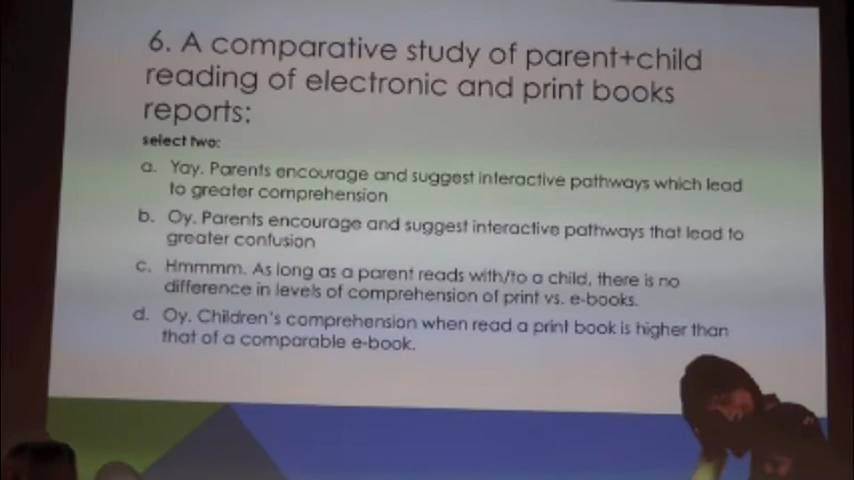 6. A comparative study of parent+child
reading of electronic and print books
reports:
select two:
a. Yay. Parents encourage and suggest interactive pathways which lead
to greater comprehension
b. Oy. Parents encourage and suggest interactive pathways that lead to
greater confusion
c. Hmmmm. As long as a parent reads with/to a child, there is no
difference in levels of comprehension of print vs. e-books.
d. Oy. Children's comprehension when read a print book is higher than
that of a comparable e-book.